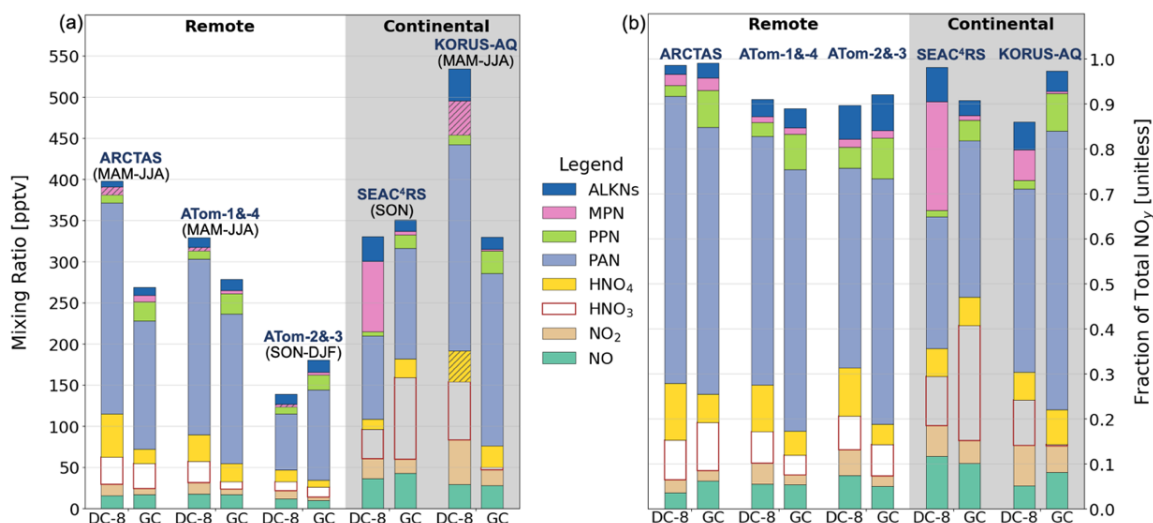 (a)
Remote
Continental
KORUS-AQ
(MAM-JJA)
ARCTAS
(MAM-JJA)
ATom-1&-4
(MAM-JJA)
ATom-2&-3
(SON-DJF)
SEAC⁴RS
(SON)
Mixing Ratio [pptv]
550
500
450
400
350
300
250
200
150
100
50
0
DC-8 GC DC-8 GC DC-8 GC DC-8 GC DC-8 GC
Legend
ALKNs
MPN
PPN
PAN
HNO₄
HNO₃
NO₂
NO
(b)
Remote
Continental
ARCTAS ATom-1&-4 ATom-2&-3 SEAC⁴RS KORUS-AQ
1.0
0.9
0.8
0.7
0.6
0.5
0.4
0.3
0.2
0.1
0.0
Fraction of Total NOy [unitless]
DC-8 GC DC-8 GC DC-8 GC DC-8 GC DC-8 GC